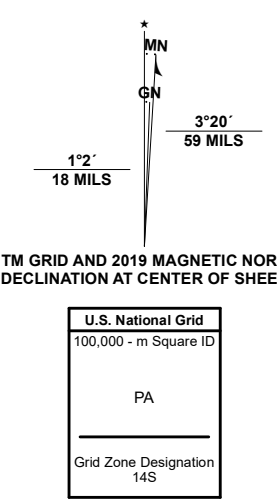 ★
MN
GN
3°20´
59 MILS
1°2´
18 MILS
TM GRID AND 2019 MAGNETIC NOR
DECLINATION AT CENTER OF SHEE
U.S. National Grid
100,000 - m Square ID
PA
Grid Zone Designation
14S